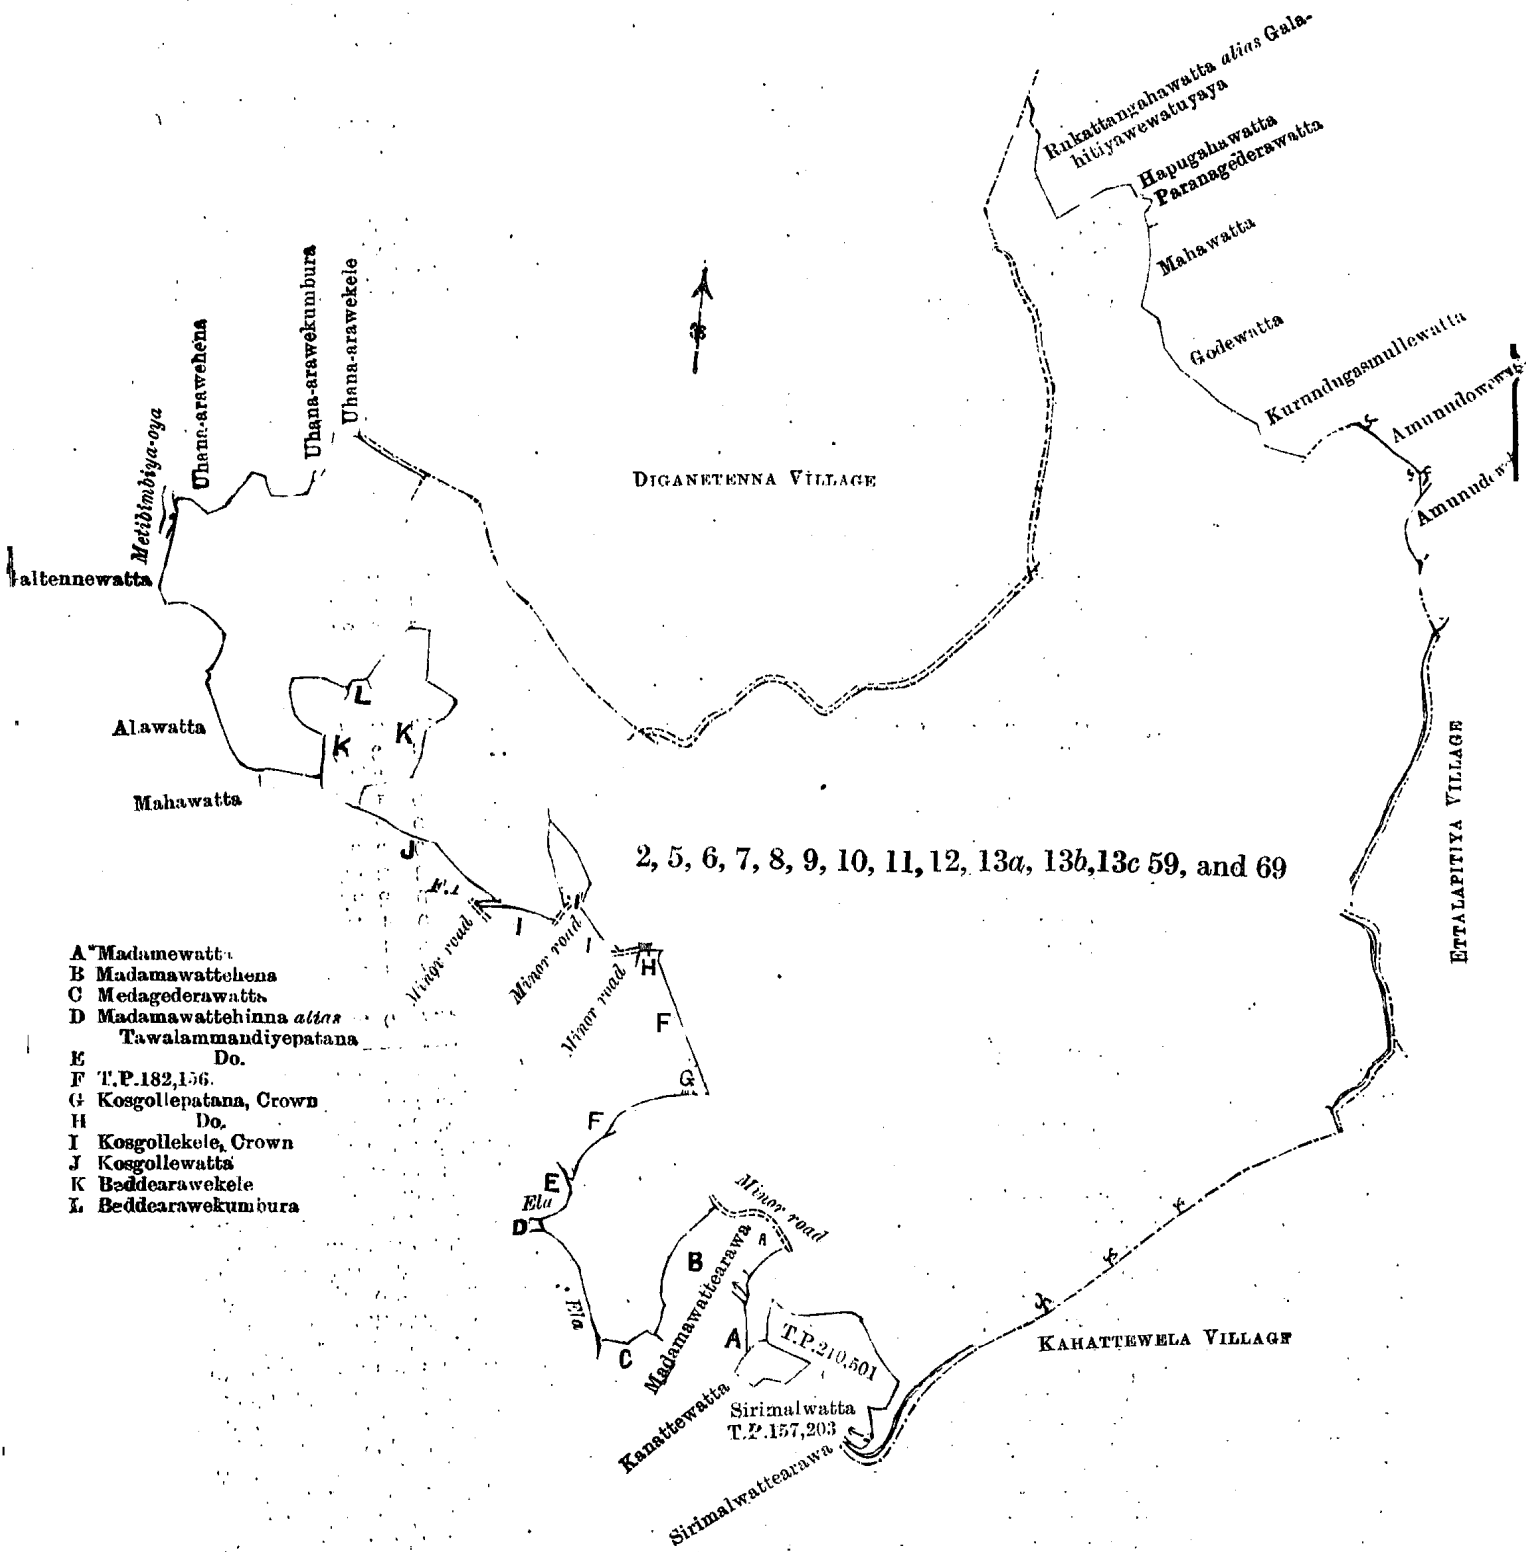 Rukattangahawatta alias Gala-
hitiyawewatuyaya
Hapugahawatta
Paranagederawatta
Mahawatta
Godewatta
Kurundugasmullewatta
Uhana-arawekele
Uhana-arawekumbura
Uhana-arawehena
Metibimbiya-oya
altennewatta
DIGANETENNA VILLAGE
L
K
K
Alawatta
Mahawatta
J
2, 5, 6, 7, 8, 9, 10, 11, 12, 13a, 13b, 13c 59, and 69
ETTALAPITIYA VILLAGE
I
I
I
Minor road
Minor road
Minor road
H
F
G
A Madamewatt
B Madamawattehena
C Medagederawatta
D Madamawattehinna alias
Tawalammandiyepatana
E Do.
F T.P.182,156.
G Kosgollepatana, Crown
H Do.
I Kosgollekele, Crown
J Kosgollewatta
K Beddearawekele
L Beddearawekumbura
F
E
Ela
D
Minor road
A
B
Madamawattearawa
Ela
C
A
T.P.210,501
KAHATTEWELA VILLAGE
Kanattewatta
Sirimalwatta
T.P.157,203
Sirimalwattearawa